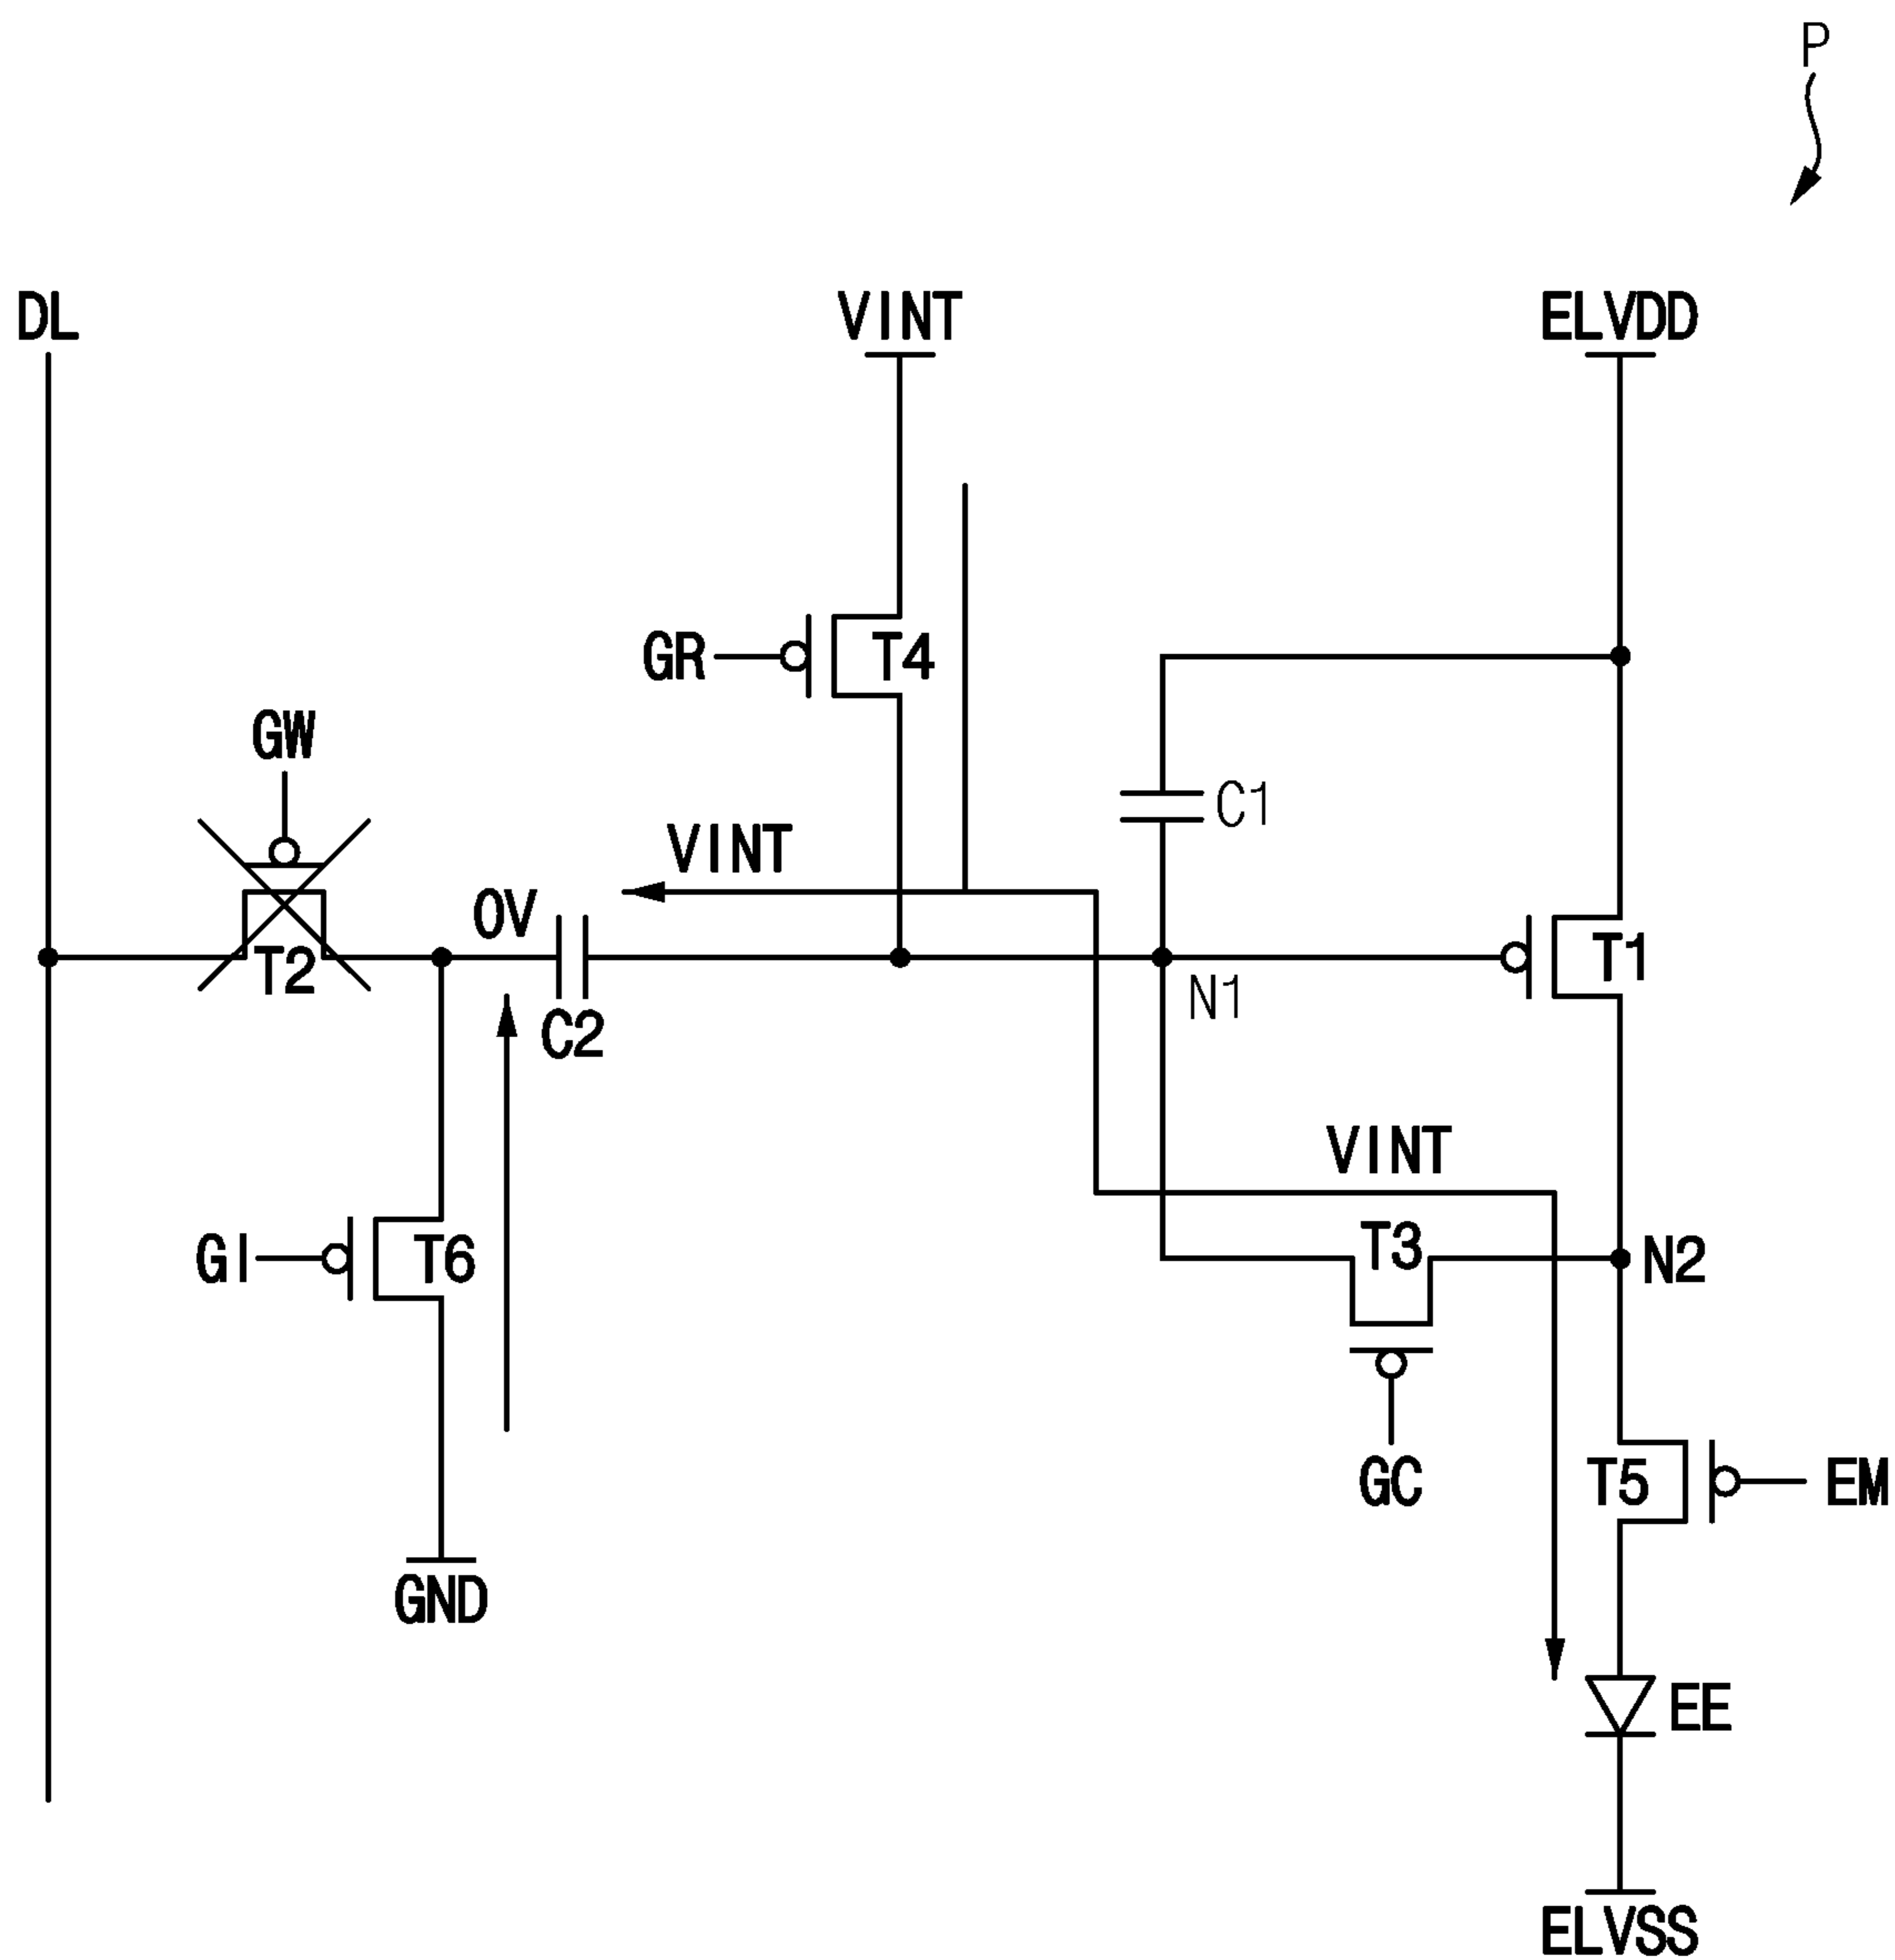 P
DL
VINT
ELVDD
GR
T4
GW
C1
VINT
0V
T2
T1
N1
C2
VINT
T3
N2
GI
T6
GC
T5
EM
GND
EE
ELVSS